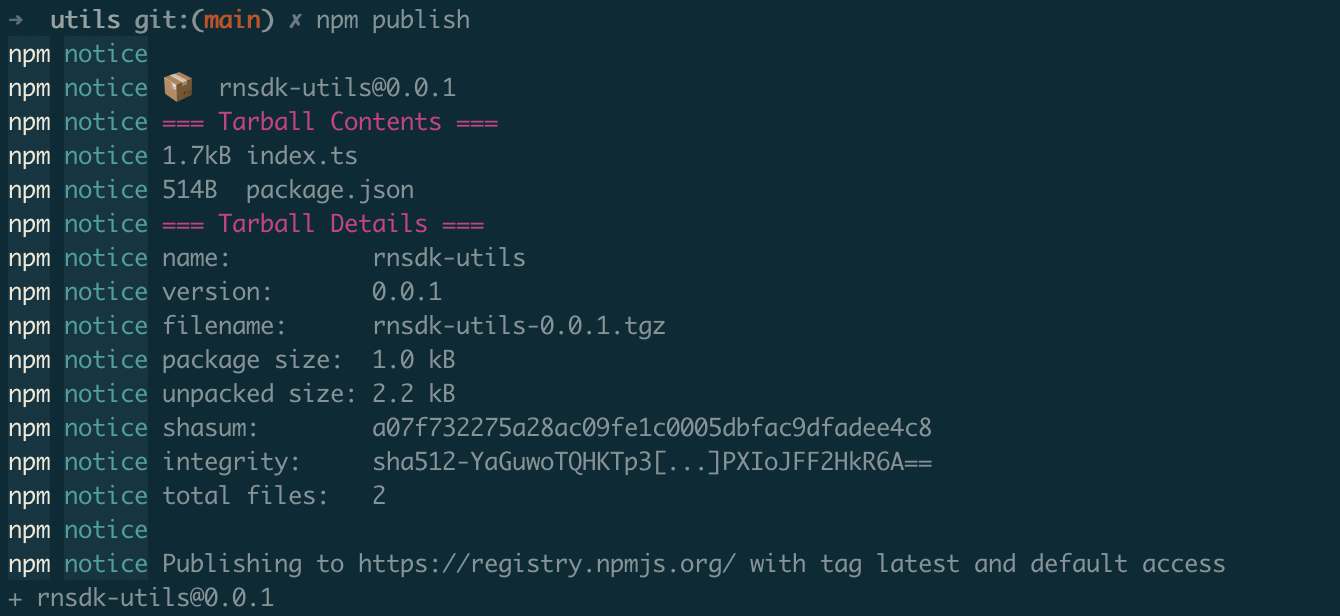 → utils git:(main) ✗ npm publish
npm notice
npm notice 📦 rnsdk-utils@0.0.1
npm notice === Tarball Contents ===
npm notice 1.7kB index.ts
npm notice 514B package.json
npm notice === Tarball Details ===
npm notice name: rnsdk-utils
npm notice version: 0.0.1
npm notice filename: rnsdk-utils-0.0.1.tgz
npm notice package size: 1.0 kB
npm notice unpacked size: 2.2 kB
npm notice shasum: a07f732275a28ac09fe1c0005dbfac9dfadee4c8
npm notice integrity: sha512-YaGuwoTQHKTp3[...]PXIoJFF2HkR6A==
npm notice total files: 2
npm notice
npm notice Publishing to https://registry.npmjs.org/ with tag latest and default access
+ rnsdk-utils@0.0.1